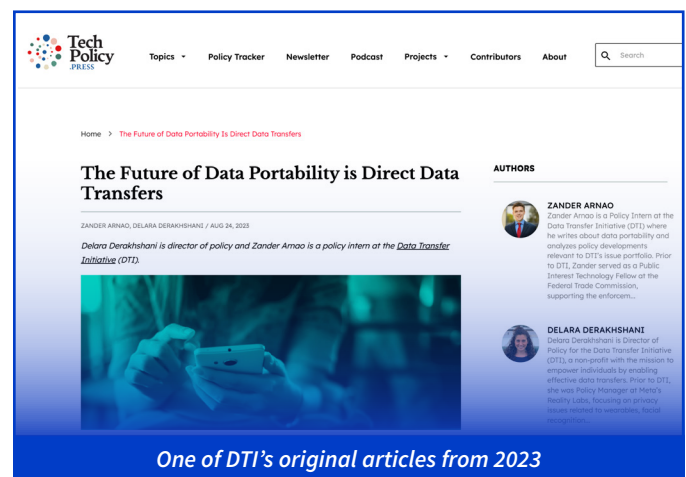 Tech
Policy
.PRESS
Topics
Policy Tracker
Newsletter
Podcast
Projects
Contributors
About
Search
Home > The Future of Data Portability Is Direct Data Transfers
The Future of Data Portability is Direct Data
Transfers
ZANDER ARNAO, DELARA DERAKHSHANI / AUG 24, 2023
Delara Derakhshani is director of policy and Zander Arnao is a policy intern at the Data Transfer
Initiative (DTI).
AUTHORS
ZANDER ARNAO
Zander Arnao is a Policy Intern at the
Data Transfer Initiative (DTI) where
he writes about data portability and
analyzes policy developments
relevant to DTI's issue portfolio. Prior
to DTI, Zander served as a Public
Interest Technology Fellow at the
Federal Trade Commission,
supporting the enforcem...
DELARA DERAKHSHANI
Delara Derakhshani is Director of
Policy for the Data Transfer Initiative
(DTI), a non-profit with the mission to
empower individuals by enabling
effective data transfers. Prior to DTI,
she was Policy Manager at Meta's
Reality Labs, focusing on privacy
issues related to wearables, facial
recognition...
One of DTI's original articles from 2023